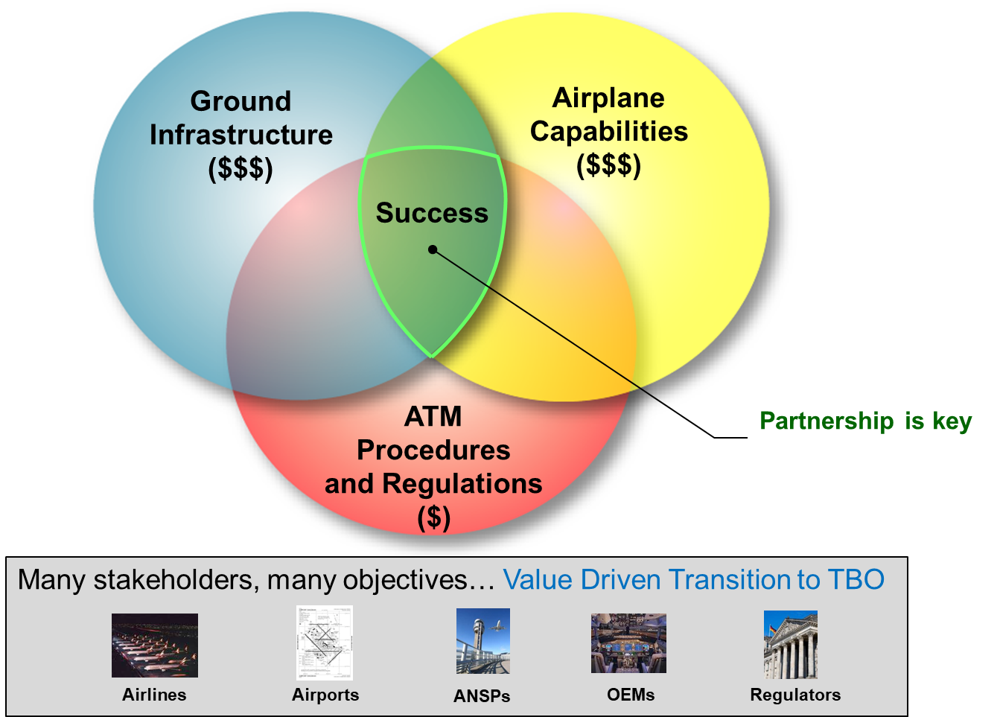 Ground
Infrastructure
($$$)
Airplane
Capabilities
($$$)
Success
ATM
Procedures
and Regulations
($)
Partnership is key
Many stakeholders, many objectives… Value Driven Transition to TBO
Airlines
Airports
ANSPs
OEMs
Regulators